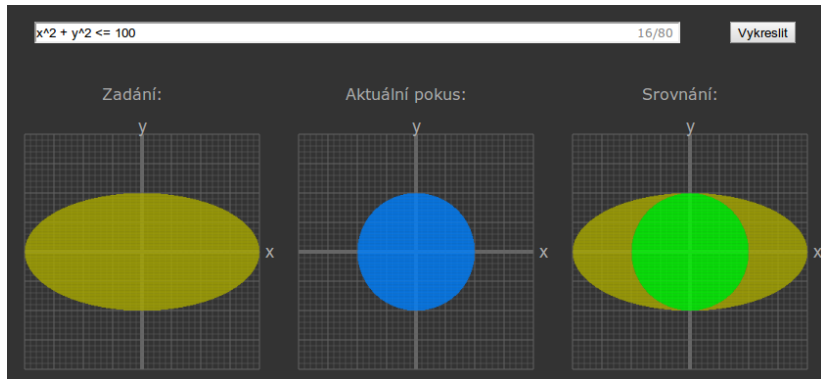 x^2 + y^2 <= 100 16/80 Vykreslit
Zadání: Aktuální pokus: Srovnání:
y y y
x x x